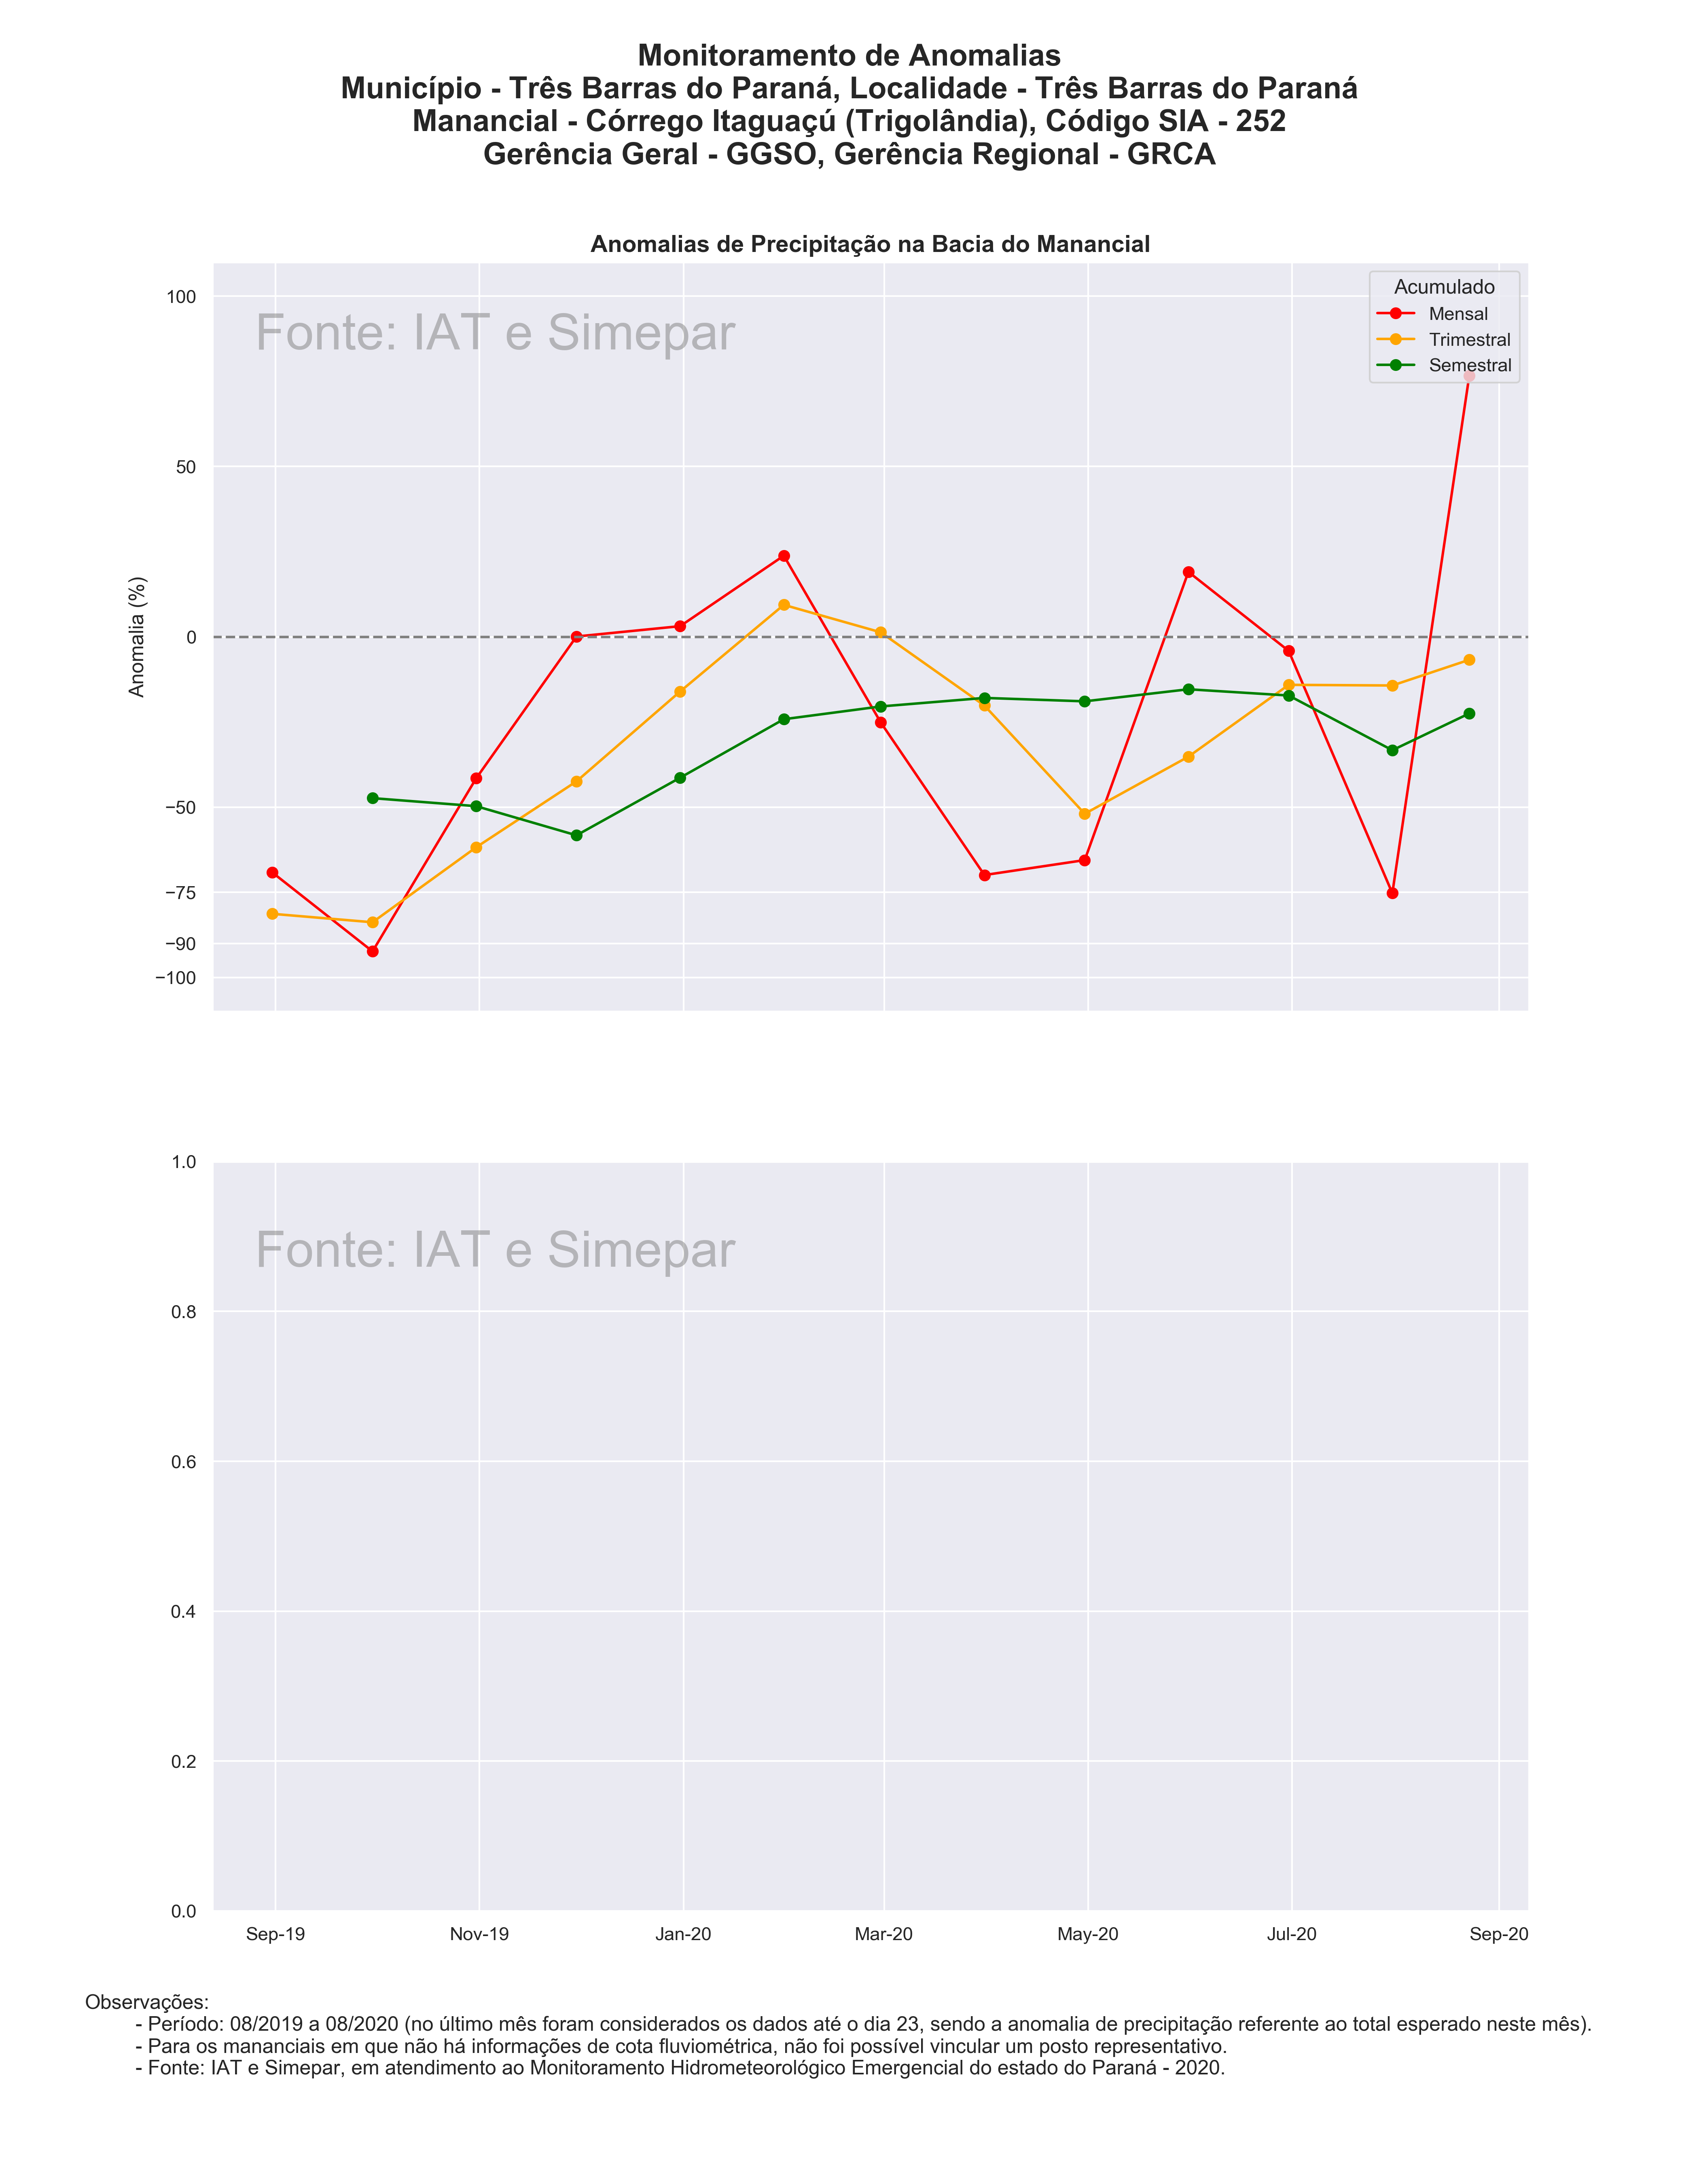 Monitoramento de Anomalias
Município - Três Barras do Paraná, Localidade - Três Barras do Paraná
Manancial - Córrego Itaguaçú (Trigolândia), Código SIA - 252
Gerência Geral - GGSO, Gerência Regional - GRCA
Anomalias de Precipitação na Bacia do Manancial
Fonte: IAT e Simepar
Acumulado
Mensal
Trimestral
Semestral
Anomalia (%)
100
50
0
−50
−75
−90
−100
Fonte: IAT e Simepar
1.0
0.8
0.6
0.4
0.2
0.0
Sep-19 Nov-19 Jan-20 Mar-20 May-20 Jul-20 Sep-20
Observações:
- Período: 08/2019 a 08/2020 (no último mês foram considerados os dados até o dia 23, sendo a anomalia de precipitação referente ao total esperado neste mês).
- Para os mananciais em que não há informações de cota fluviométrica, não foi possível vincular um posto representativo.
- Fonte: IAT e Simepar, em atendimento ao Monitoramento Hidrometeorológico Emergencial do estado do Paraná - 2020.